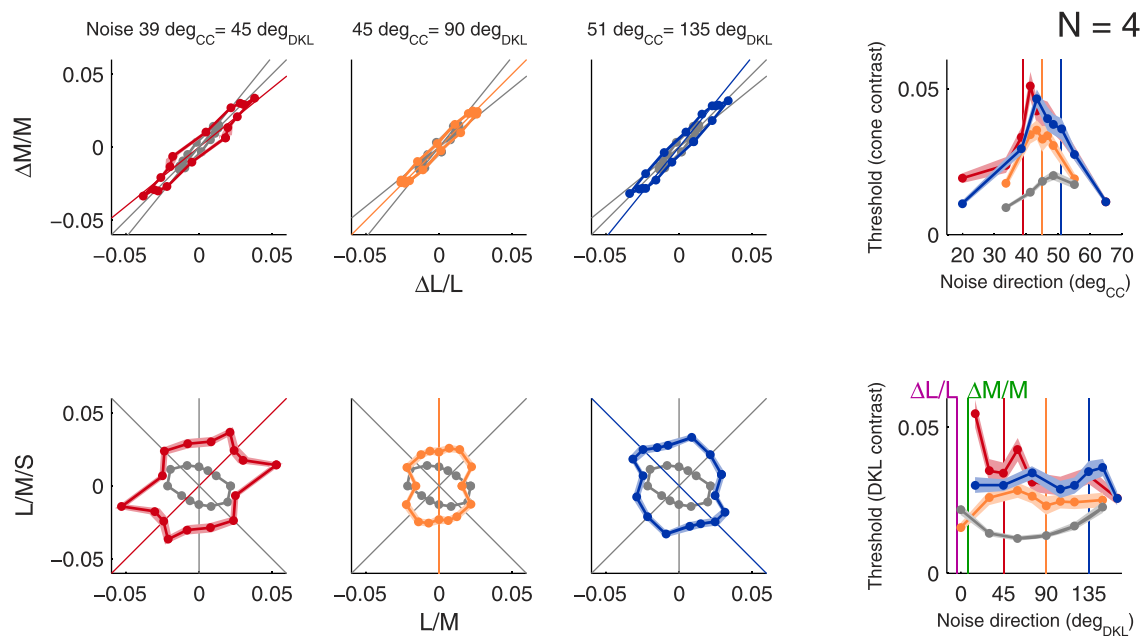 Noise 39 deg_CC = 45 deg_DKL
45 deg_CC = 90 deg_DKL
51 deg_CC = 135 deg_DKL
N = 4
ΔM/M
0.05
0
−0.05
−0.05 0 0.05
−0.05 0 0.05
−0.05 0 0.05
ΔL/L
Threshold (cone contrast)
0.05
0
20 30 40 50 60 70
Noise direction (deg_CC)
L/M/S
0.05
0
−0.05
−0.05 0 0.05
−0.05 0 0.05
−0.05 0 0.05
L/M
Threshold (DKL contrast)
ΔL/L ΔM/M
0.05
0
0 45 90 135
Noise direction (deg_DKL)